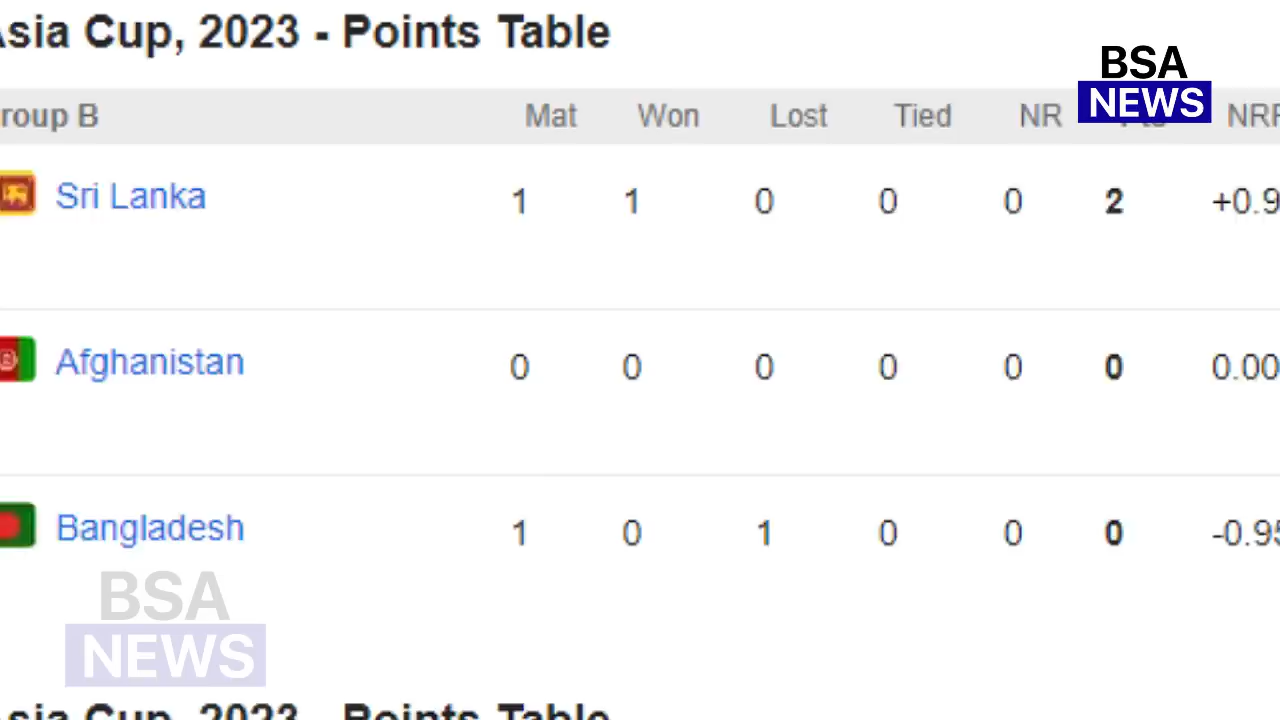 Asia Cup, 2023 - Points Table
BSA
NEWS
roup B Mat Won Lost Tied NR NRR
Sri Lanka 1 1 0 0 0 2 +0.9
Afghanistan 0 0 0 0 0 0 0.00
Bangladesh 1 0 1 0 0 0 -0.95
BSA
NEWS
Asia Cup, 2023 - Points Table